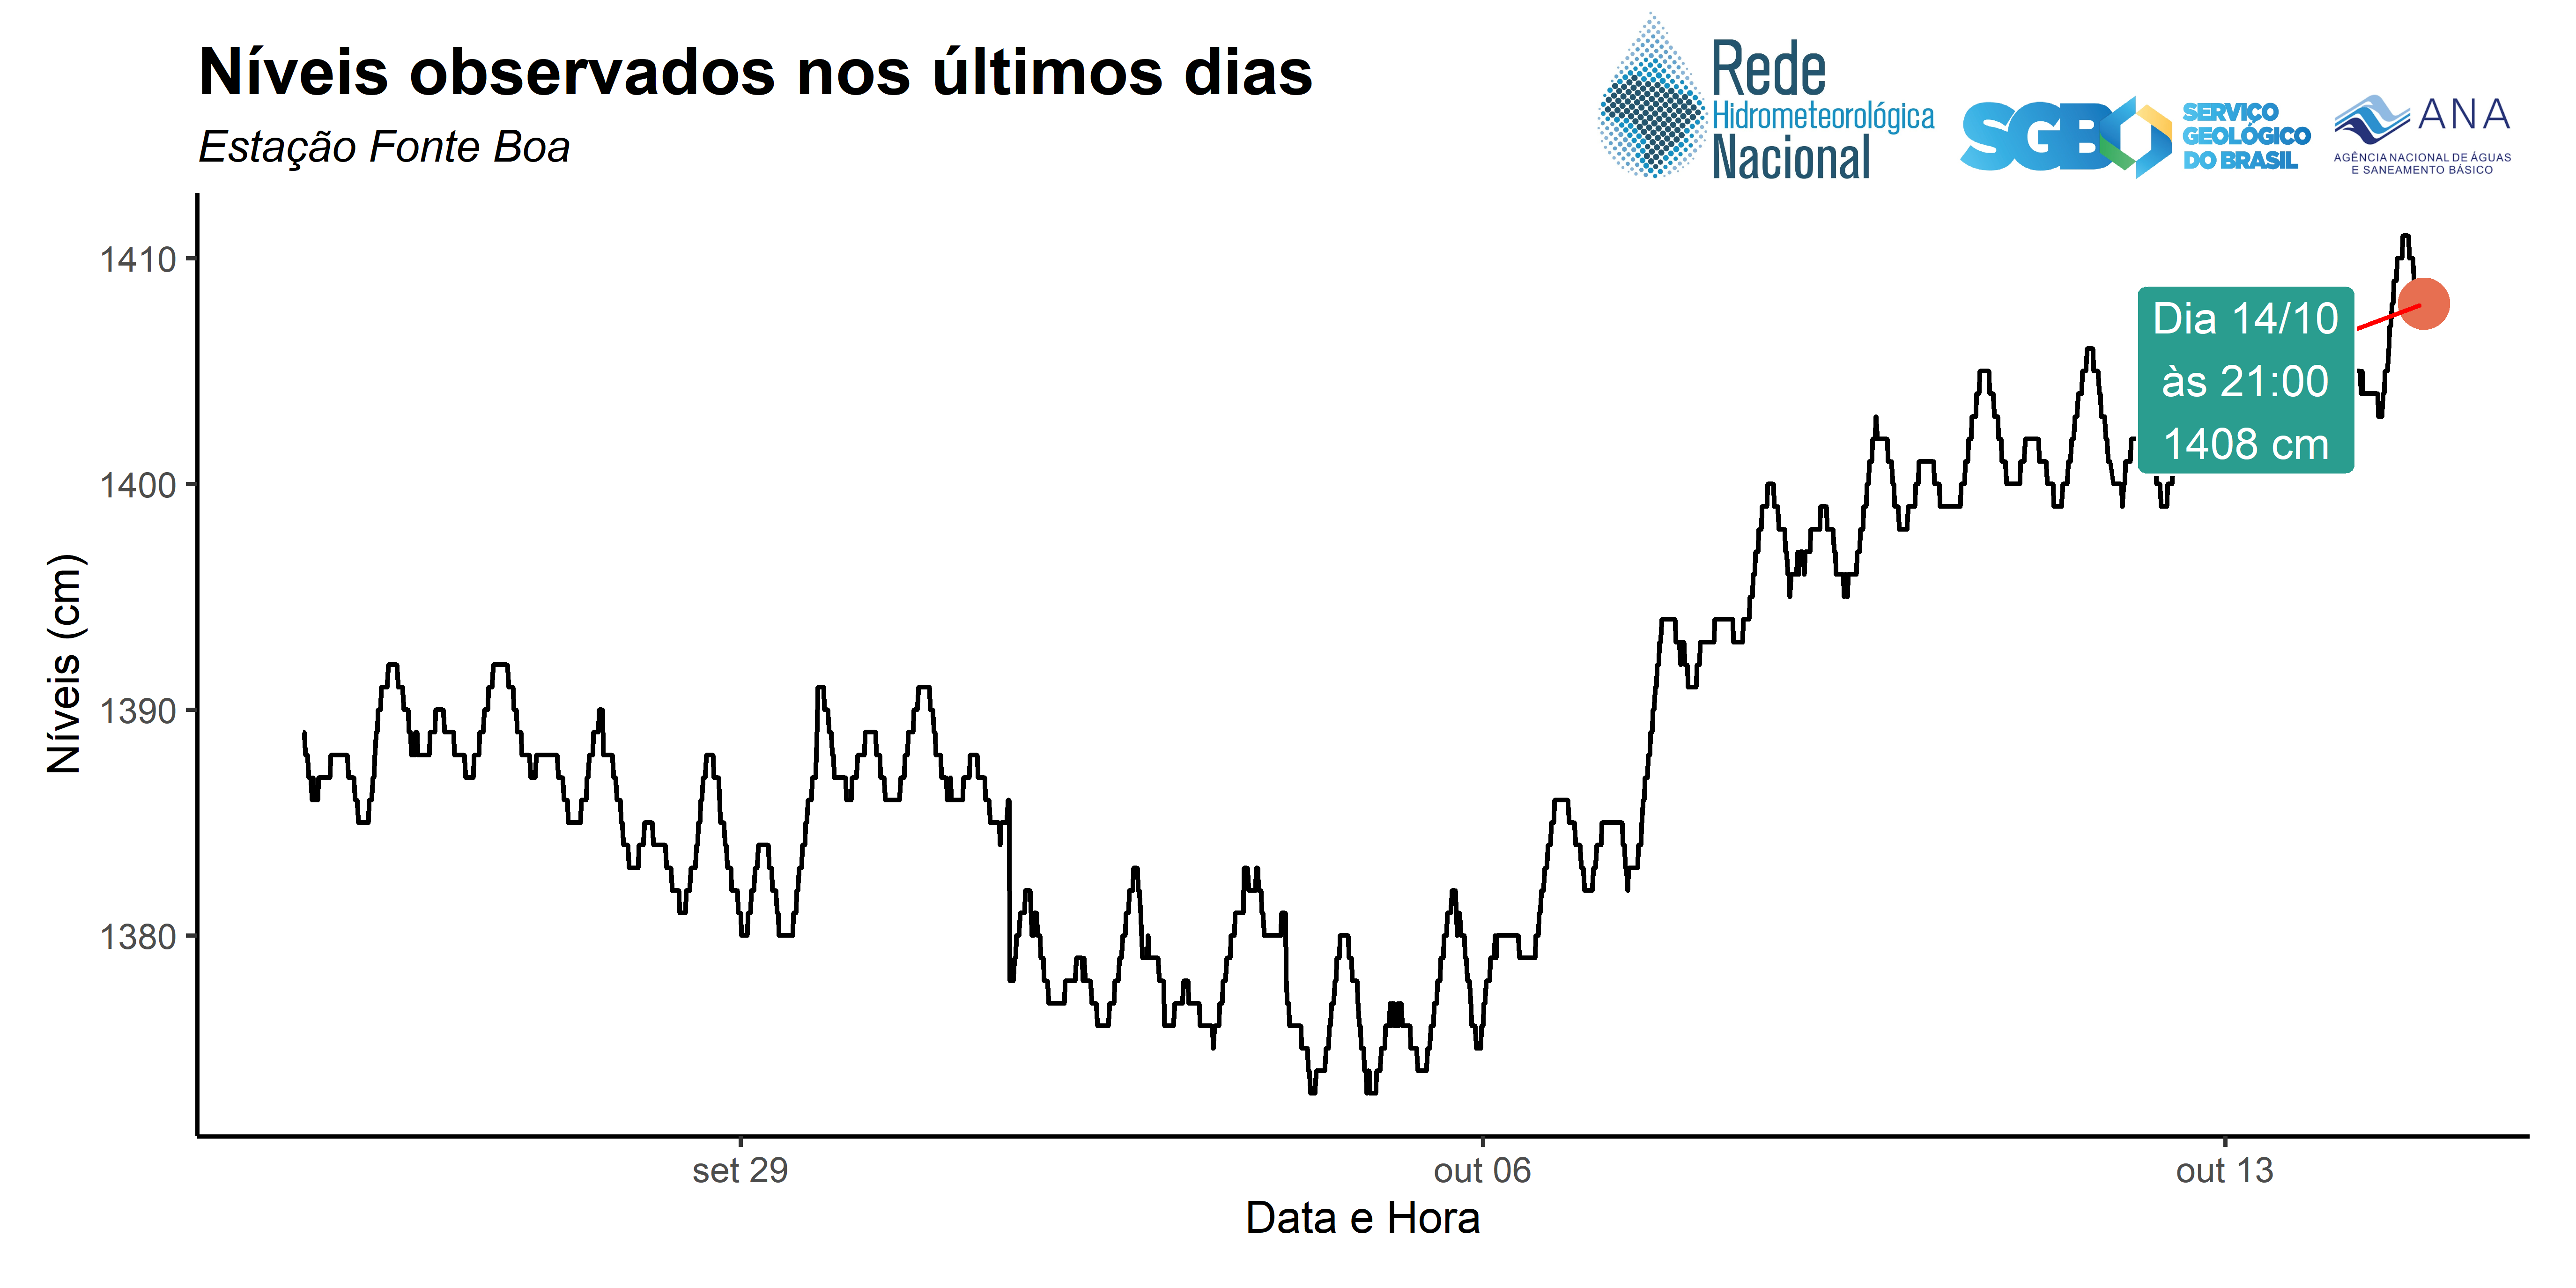 Níveis observados nos últimos dias
Estação Fonte Boa
Rede
Hidrometeorológica
Nacional
SGB
SERVIÇO
GEOLÓGICO
DO BRASIL
ANA
AGÊNCIA NACIONAL DE ÁGUAS
E SANEAMENTO BÁSICO
1410
1400
1390
1380
Níveis (cm)
Dia 14/10
às 21:00
1408 cm
set 29
out 06
out 13
Data e Hora